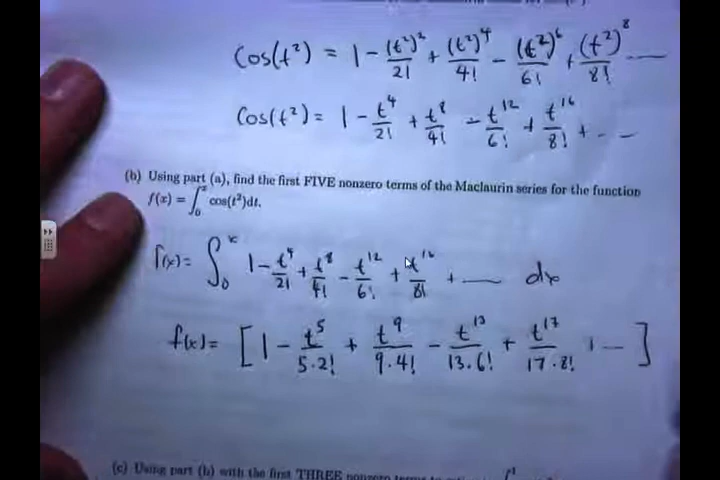 Cos(t²) = 1 - (t²)²/2! + (t²)⁴/4! - (t²)⁶/6! + (t²)⁸/8! ......
Cos(t²) = 1 - t⁴/2! + t⁸/4! - t¹²/6! + t¹⁶/8! + - -
(b) Using part (a), find the first FIVE nonzero terms of the Maclaurin series for the function
f(x) = ∫₀ˣ cos(t²)dt.
f(x) = ∫₀ˣ 1 - t⁴/2! + t⁸/4! - t¹²/6! + t¹⁶/8! + ---- dx
f(x) = [1 - t⁵/5·2! + t⁹/9·4! - t¹³/13·6! + t¹⁷/17·8! + ...]
(c) Using part (b) with the first THREE nonzero terms to